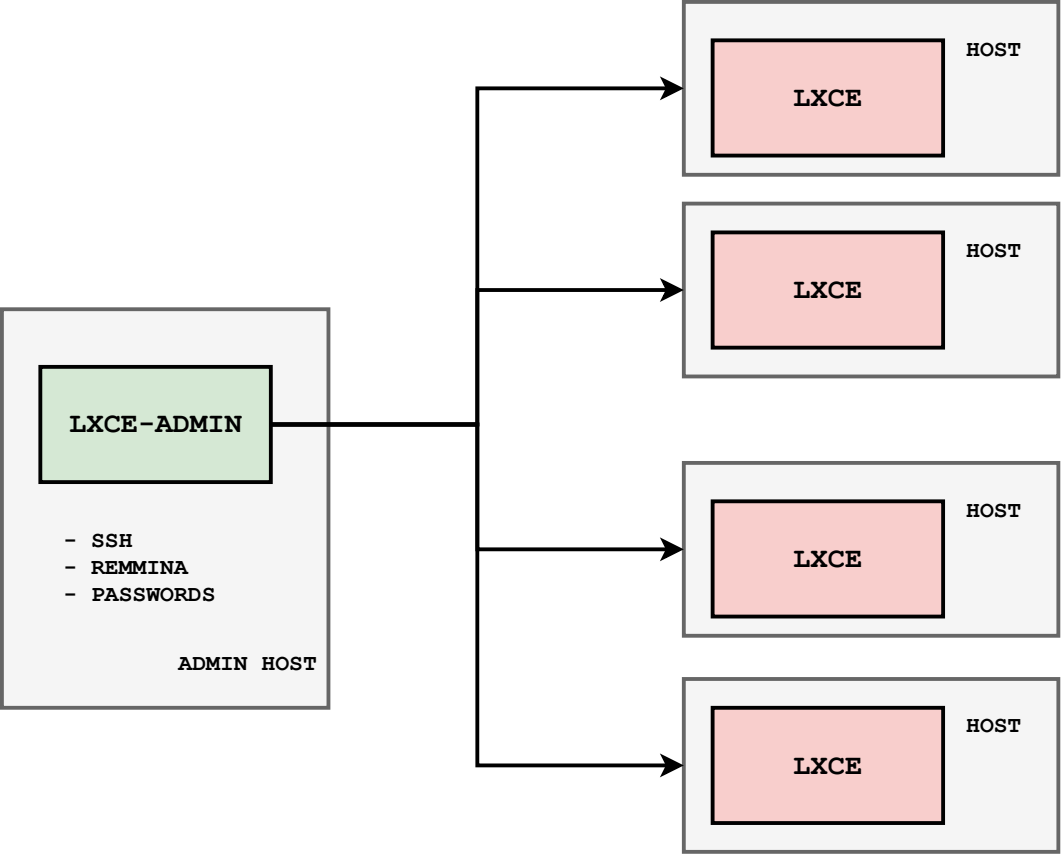 HOST
LXCE
HOST
LXCE
LXCE-ADMIN
- SSH
- REMMINA
- PASSWORDS
ADMIN HOST
HOST
LXCE
HOST
LXCE